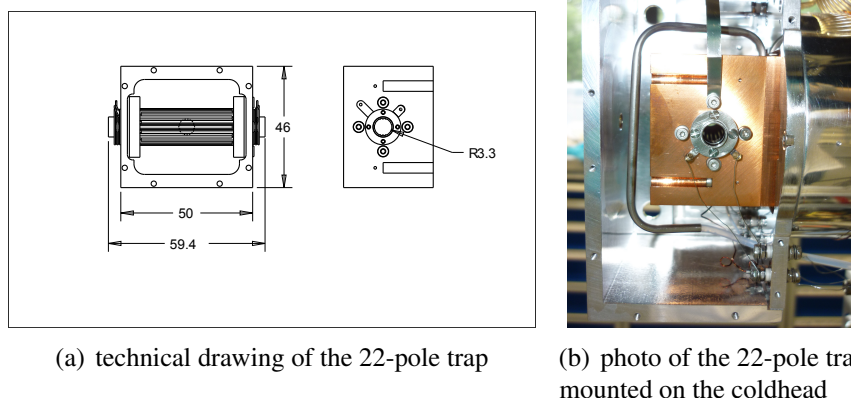 46
R3.3
50
59.4
(a) technical drawing of the 22-pole trap
(b) photo of the 22-pole tra
mounted on the coldhead